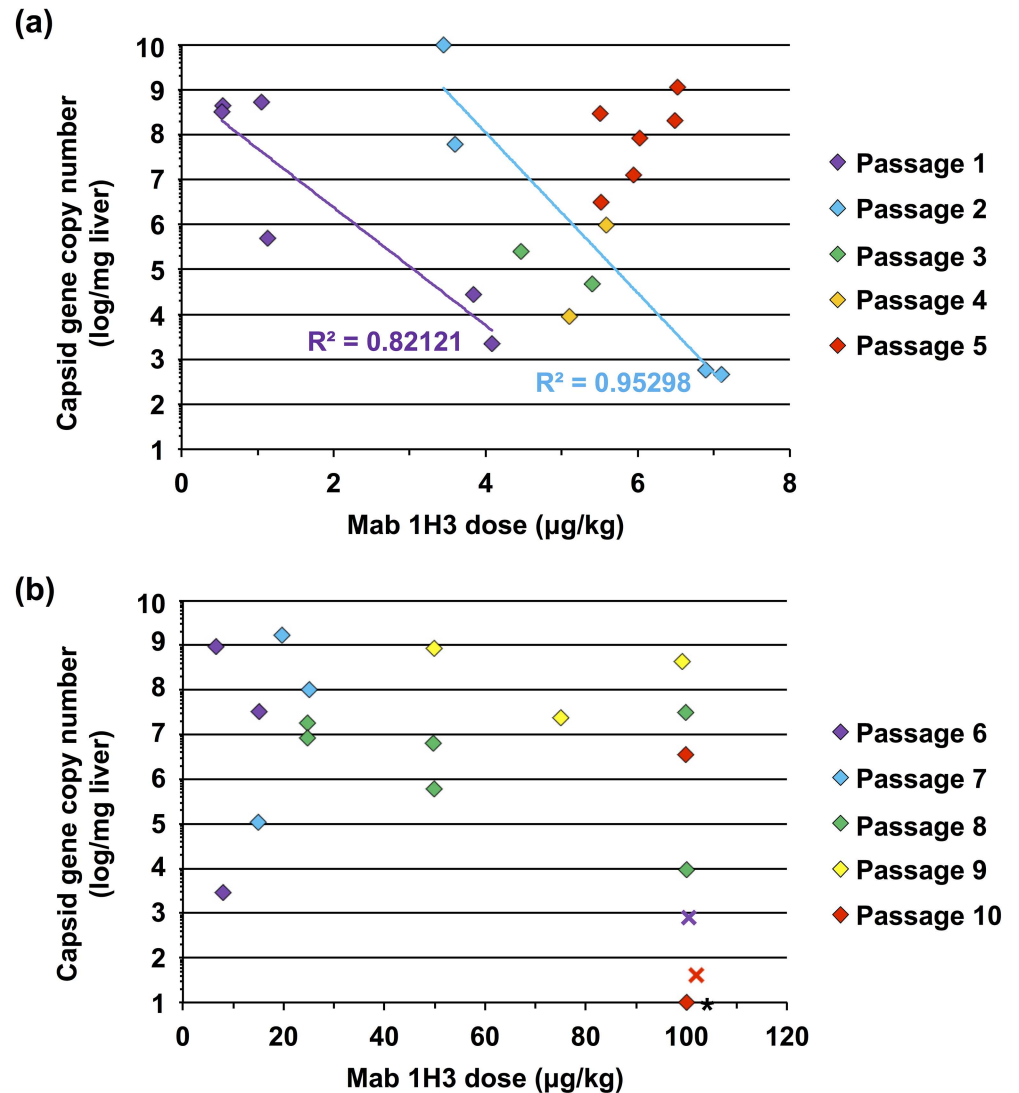 (a)
10
9
8
7
6
5
4
3
2
1
0
2
4
6
8
Capsid gene copy number
(log/mg liver)
Mab 1H3 dose (µg/kg)
R² = 0.82121
R² = 0.95298
Passage 1
Passage 2
Passage 3
Passage 4
Passage 5
(b)
10
9
8
7
6
5
4
3
2
1
0
20
40
60
80
100
120
Capsid gene copy number
(log/mg liver)
Mab 1H3 dose (µg/kg)
*
Passage 6
Passage 7
Passage 8
Passage 9
Passage 10